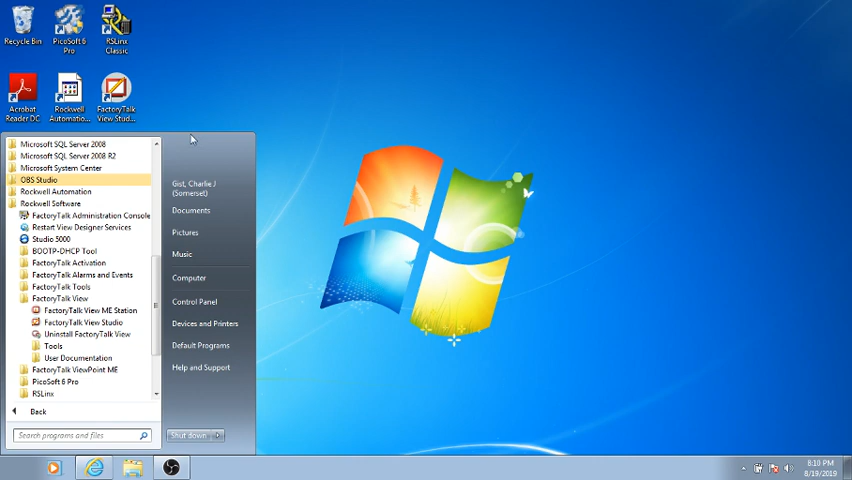 Recycle Bin
PicoSoft 6
Pro
RSLinx
Classic
Acrobat
Reader DC
Rockwell
Automatio...
FactoryTalk
View Stud...
Microsoft SQL Server 2008
Microsoft SQL Server 2008 R2
Microsoft System Center
OBS Studio
Rockwell Automation
Rockwell Software
FactoryTalk Administration Console
Restart View Designer Services
Studio 5000
BOOTP-DHCP Tool
FactoryTalk Activation
FactoryTalk Alarms and Events
FactoryTalk Tools
FactoryTalk View
FactoryTalk View ME Station
FactoryTalk View Studio
Uninstall FactoryTalk View
Tools
User Documentation
FactoryTalk ViewPoint ME
PicoSoft 6 Pro
RSLinx
Back
Search programs and files
Gist, Charlie J
(Somerset)
Documents
Pictures
Music
Computer
Control Panel
Devices and Printers
Default Programs
Help and Support
Shut down
8:10 PM
8/19/2019